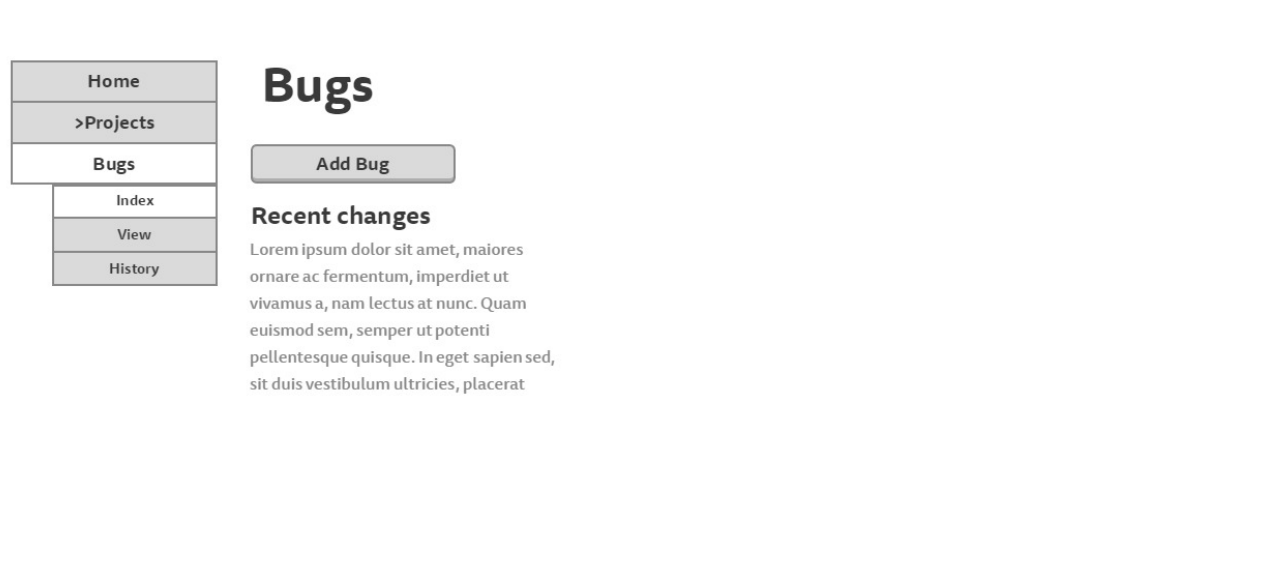 Home
>Projects
Bugs
Index
View
History
Bugs
Add Bug
Recent changes
Lorem ipsum dolor sit amet, maiores
ornare ac fermentum, imperdiet ut
vivamus a, nam lectus at nunc. Quam
euismod sem, semper ut potenti
pellentesque quisque. In eget sapien sed,
sit duis vestibulum ultricies, placerat